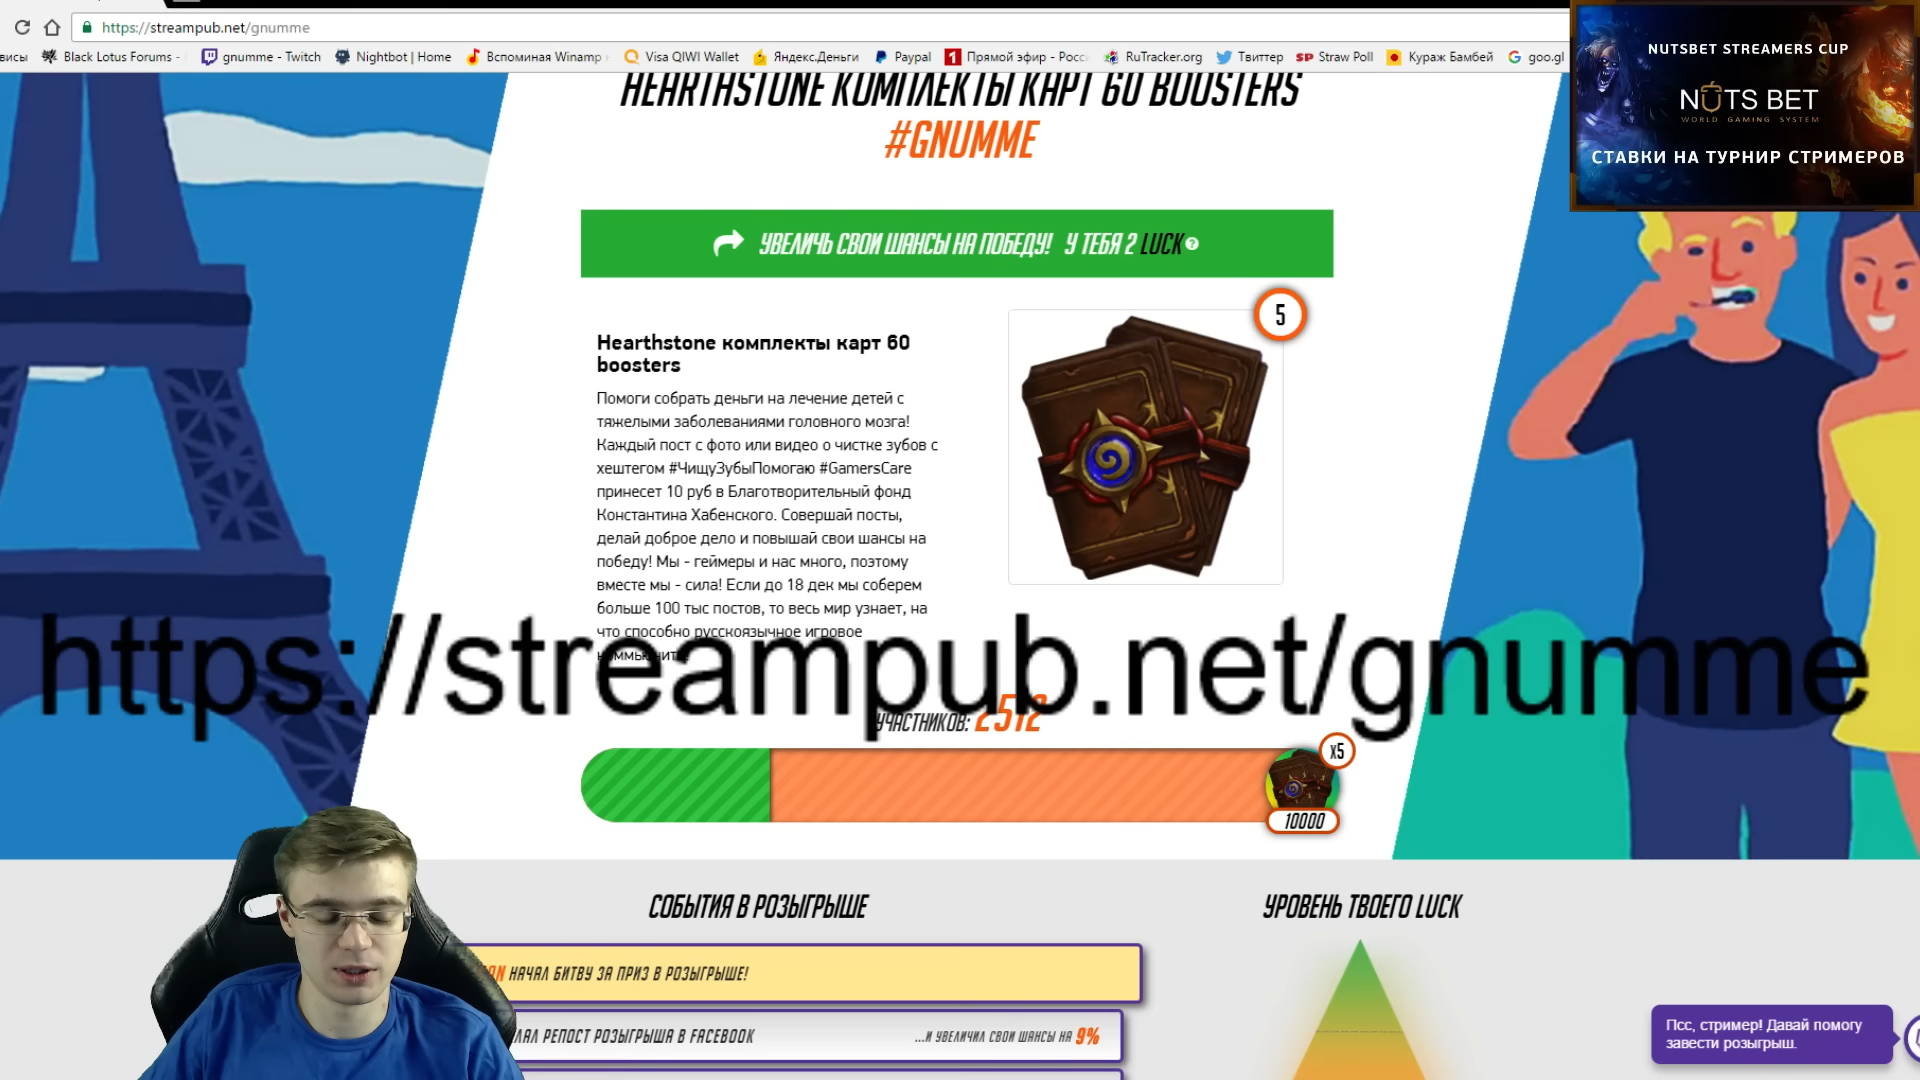 https://streampub.net/gnumme
висы
Black Lotus Forums -
gnumme - Twitch
Nightbot | Home
Вспоминая Winamp
Visa QIWI Wallet
Яндекс.Деньги
Paypal
Прямой эфир - Росс
RuTracker.org
Твиттер
SP Straw Poll
Кураж Бамбей
goo.gl
NUTSBET STREAMERS CUP
NUTS BET
WORLD GAMING SYSTEM
СТАВКИ НА ТУРНИР СТРИМЕРОВ
HEARTHSTONE КОМПЛЕКТЫ КАРТ 60 BOOSTERS
#GNUMME
УВЕЛИЧЬ СВОИ ШАНСЫ НА ПОБЕДУ! У ТЕБЯ 2 LUCK ?
5
Hearthstone комплекты карт 60
boosters
Помоги собрать деньги на лечение детей с
тяжелыми заболеваниями головного мозга!
Каждый пост с фото или видео о чистке зубов с
хештегом #ЧищуЗубыПомогаю #GamersCare
принесет 10 руб в Благотворительный фонд
Константина Хабенского. Совершай посты,
делай доброе дело и повышай свои шансы на
победу! Мы - геймеры и нас много, поэтому
вместе мы - сила! Если до 18 дек мы соберем
больше 100 тыс постов, то весь мир узнает, на
что способно русскоязычное игровое
https://streampub.net/gnumme
УЧАСТНИКОВ: 2512
x5
10000
СОБЫТИЯ В РОЗЫГРЫШЕ
УРОВЕНЬ ТВОЕГО LUCK
ON НАЧАЛ БИТВУ ЗА ПРИЗ В РОЗЫГРЫШЕ!
ЛАЛ РЕПОСТ РОЗЫГРЫША В FACEBOOK
...И УВЕЛИЧИЛ СВОИ ШАНСЫ НА 9%
Псс, стример! Давай помогу
завести розыгрыш.